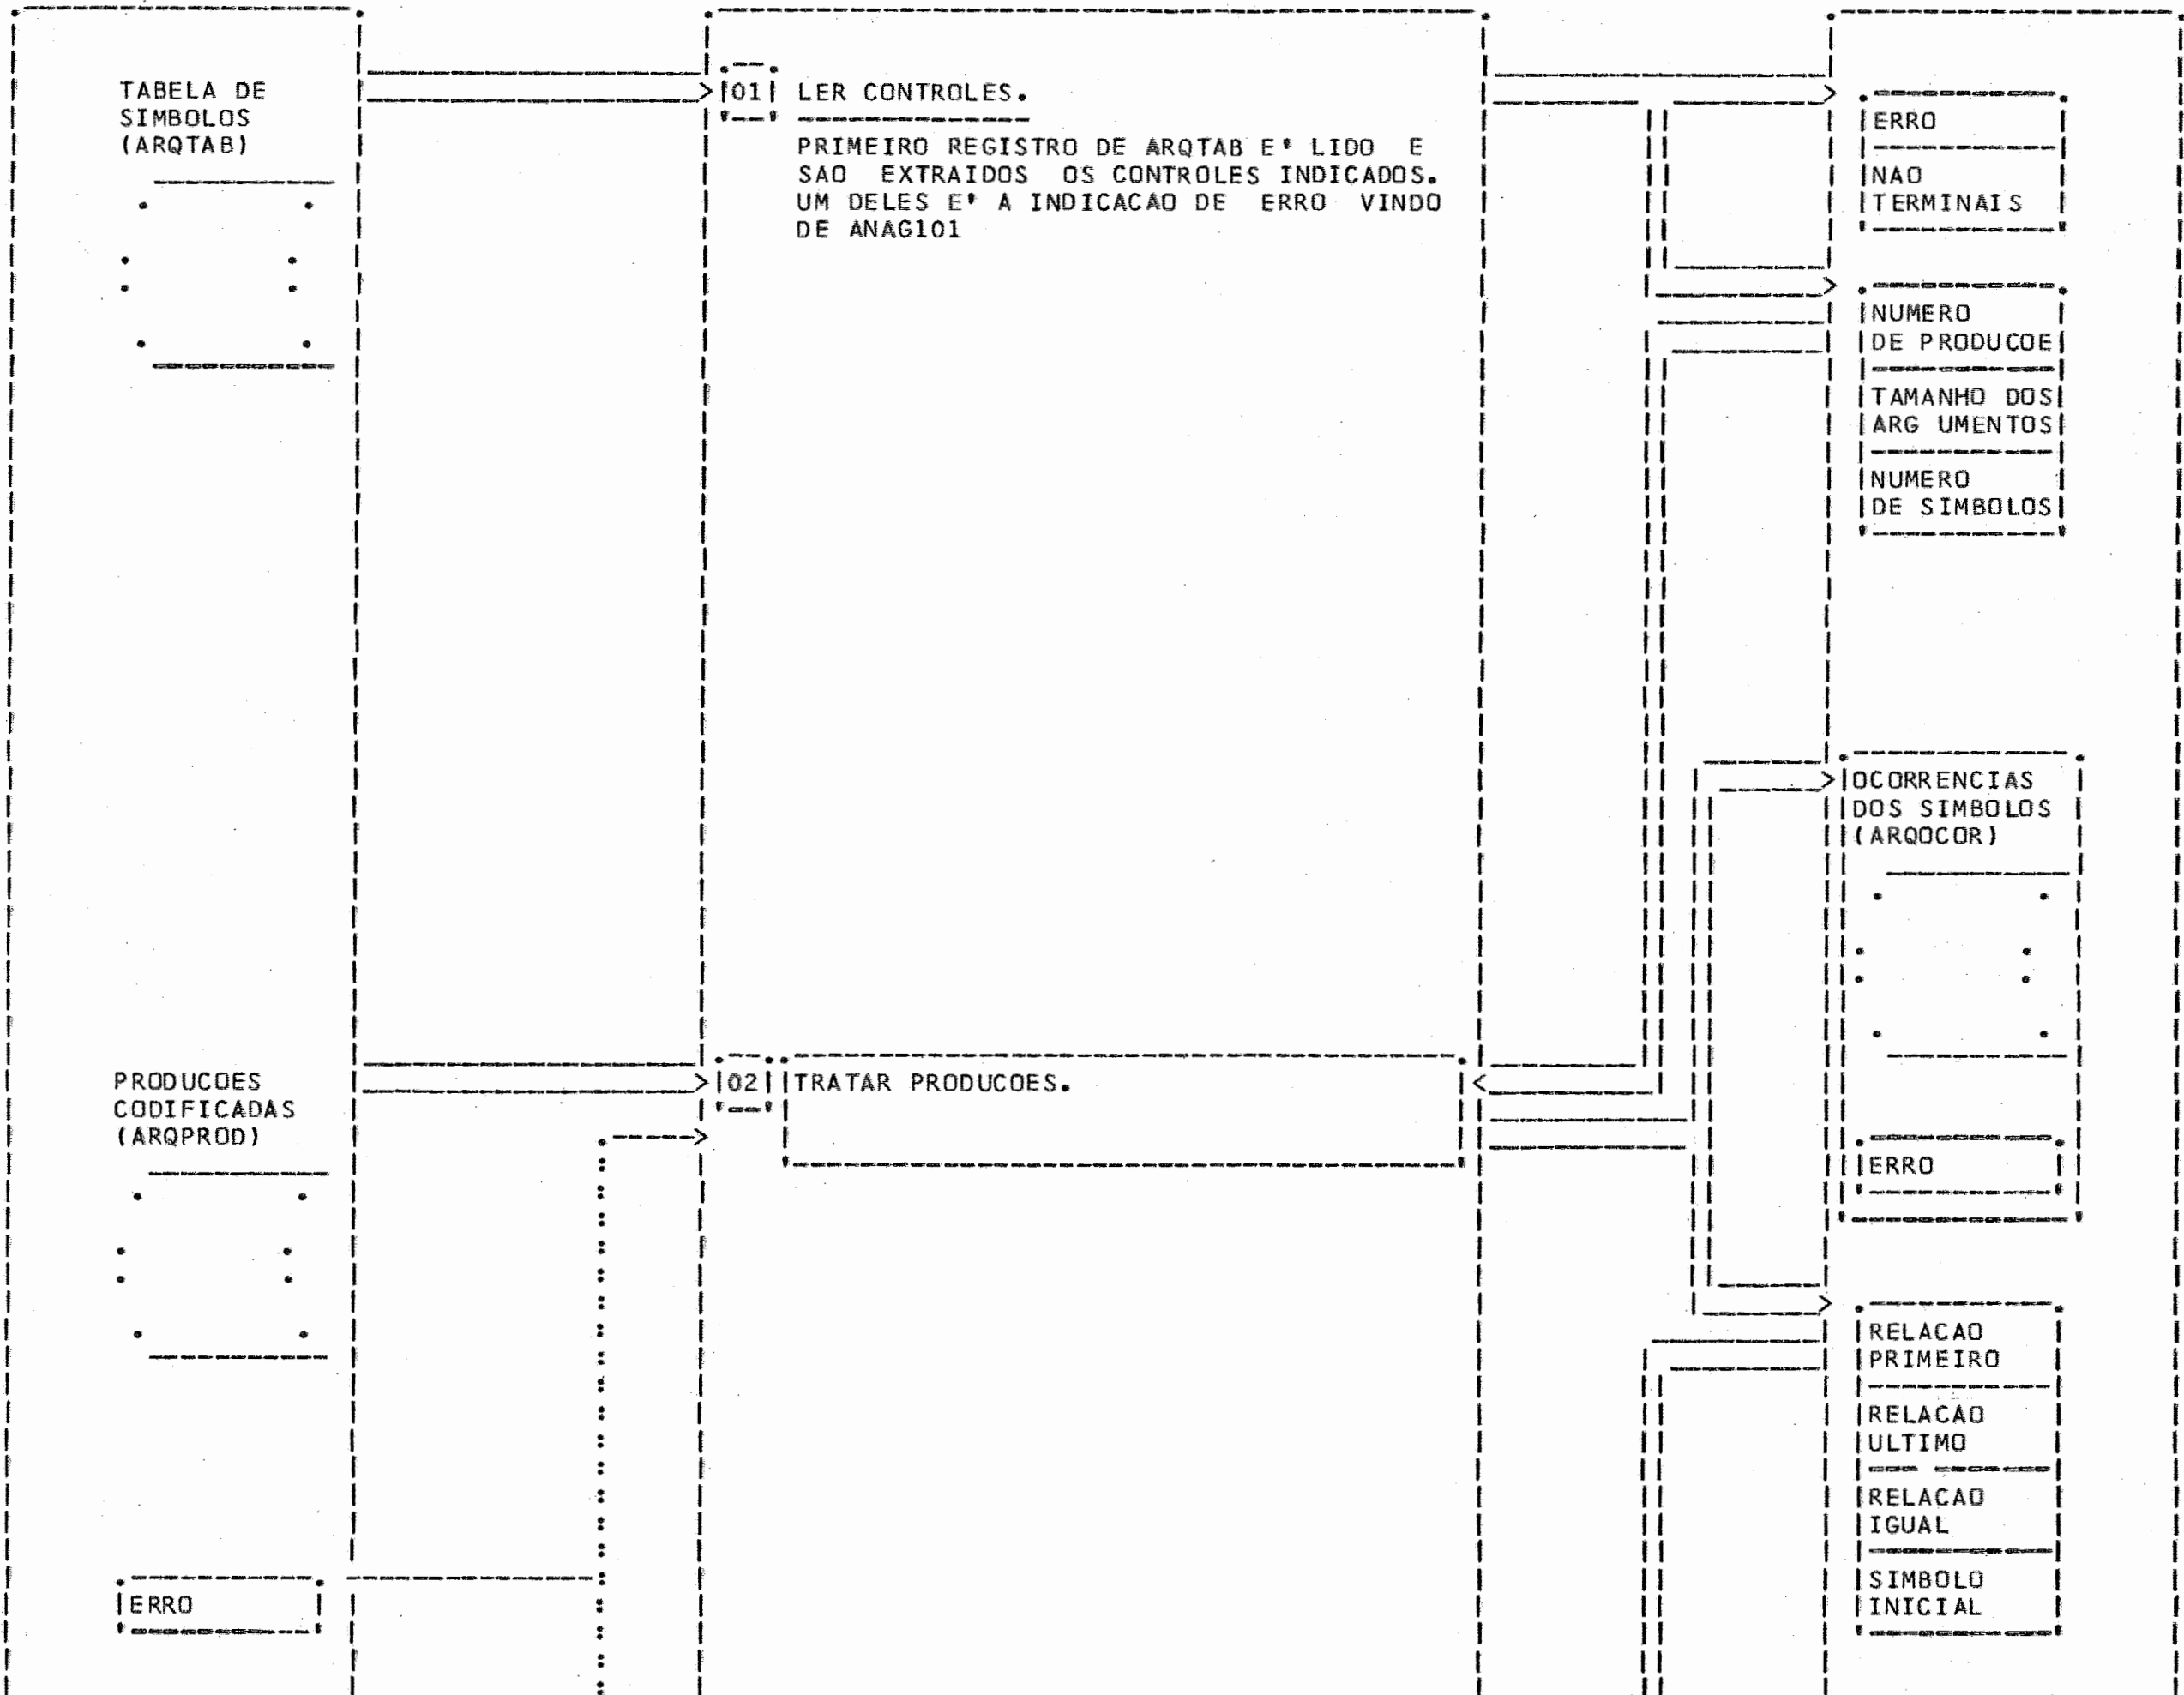 TABELA DE
SIMBOLOS
(ARQTAB)
01 LER CONTROLES.
PRIMEIRO REGISTRO DE ARQTAB E' LIDO E
SAO EXTRAIDOS OS CONTROLES INDICADOS.
UM DELES E' A INDICACAO DE ERRO VINDO
DE ANAG101
ERRO
NAO
TERMINAIS
NUMERO
DE PRODUCOE
TAMANHO DOS
ARG UMENTOS
NUMERO
DE SIMBOLOS
OCORRENCIAS
DOS SIMBOLOS
(ARQOCOR)
ERRO
PRODUCOES
CODIFICADAS
(ARQPROD)
02 TRATAR PRODUCOES.
RELACAO
PRIMEIRO
RELACAO
ULTIMO
RELACAO
IGUAL
SIMBOLO
INICIAL
ERRO